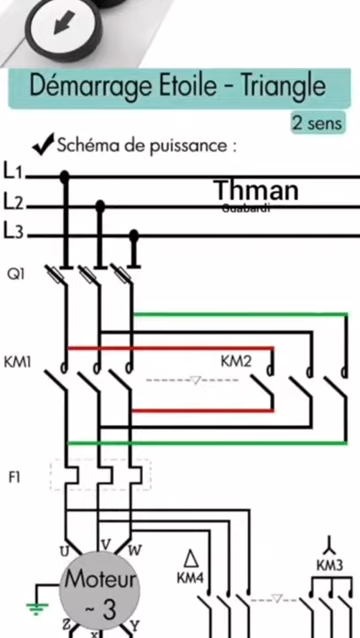 Démarrage Etoile - Triangle
2 sens
✔Schéma de puissance :
L1
Thman
L2
Guabardi
L3
Q1
KM1
KM2
F1
U
V
W
Δ
KM4
KM3
Moteur
~ 3
Z
X
Y